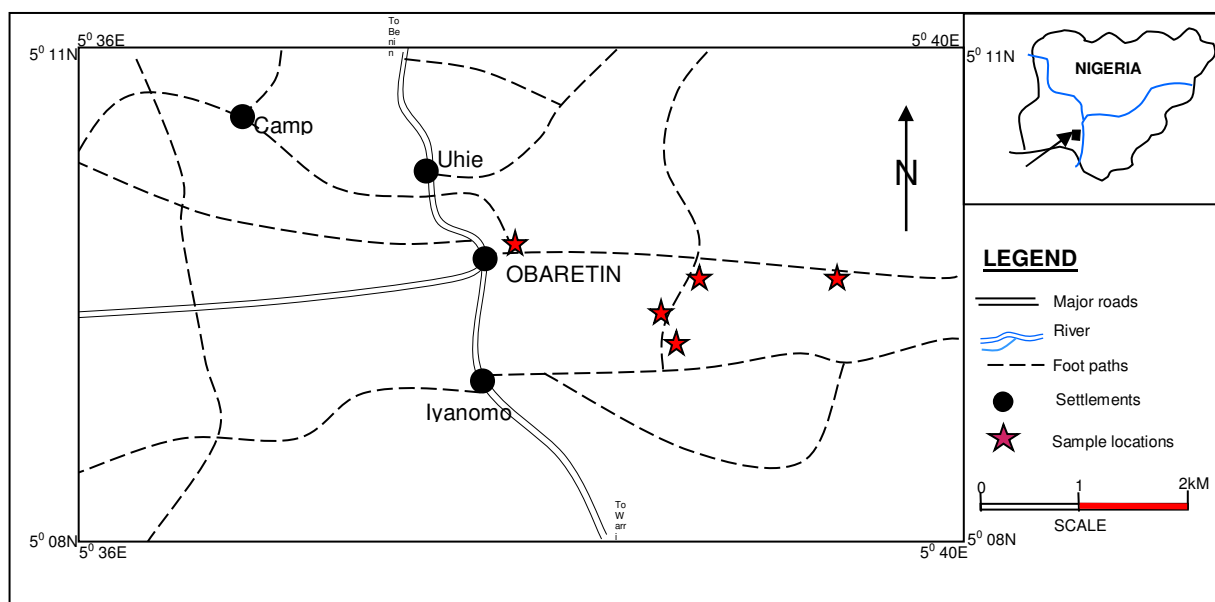 5⁰ 36E
To
Be
ni
n
5⁰ 40E
5⁰ 11N
5⁰ 11N
NIGERIA
Camp
Uhie
N
OBARETIN
Iyanomo
To
W
arr
i
5⁰ 08N
5⁰ 36E
5⁰ 40E
5⁰ 08N
LEGEND
Major roads
River
Foot paths
Settlements
Sample locations
0 1 2kM
SCALE